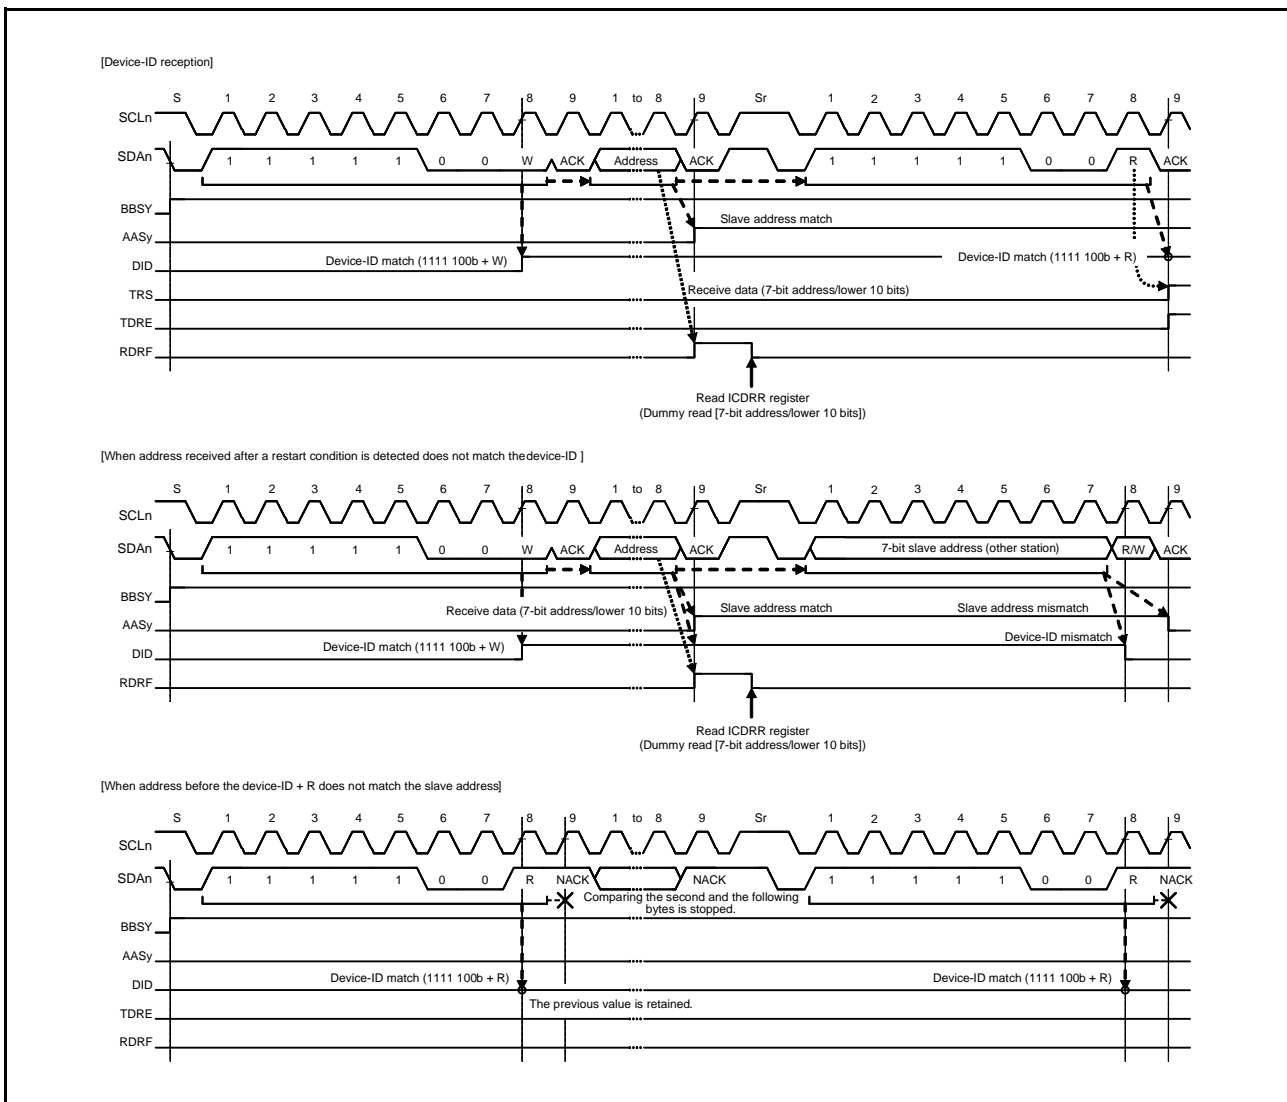 [Device-ID reception]
S 1 2 3 4 5 6 7 8 9 1 to 8 9 Sr 1 2 3 4 5 6 7 8 9
SCLn
SDAn 1 1 1 1 1 0 0 W ACK Address ACK 1 1 1 1 1 0 0 R ACK
BBSY
Slave address match
AASy
Device-ID match (1111 100b + W) Device-ID match (1111 100b + R)
DID
Receive data (7-bit address/lower 10 bits)
TRS
TDRE
RDRF
Read ICDRR register
(Dummy read [7-bit address/lower 10 bits])
[When address received after a restart condition is detected does not match thedevice-ID ]
S 1 2 3 4 5 6 7 8 9 1 to 8 9 Sr 1 2 3 4 5 6 7 8 9
SCLn
SDAn 1 1 1 1 1 0 0 W ACK Address ACK 7-bit slave address (other station) R/W ACK
BBSY
Receive data (7-bit address/lower 10 bits) Slave address match Slave address mismatch
AASy
Device-ID match (1111 100b + W) Device-ID mismatch
DID
RDRF
Read ICDRR register
(Dummy read [7-bit address/lower 10 bits])
[When address before the device-ID + R does not match the slave address]
S 1 2 3 4 5 6 7 8 9 1 to 8 9 Sr 1 2 3 4 5 6 7 8 9
SCLn
SDAn 1 1 1 1 1 0 0 R NACK NACK 1 1 1 1 1 0 0 R NACK
Comparing the second and the following
bytes is stopped.
BBSY
AASy
Device-ID match (1111 100b + R) Device-ID match (1111 100b + R)
DID
The previous value is retained.
TDRE
RDRF